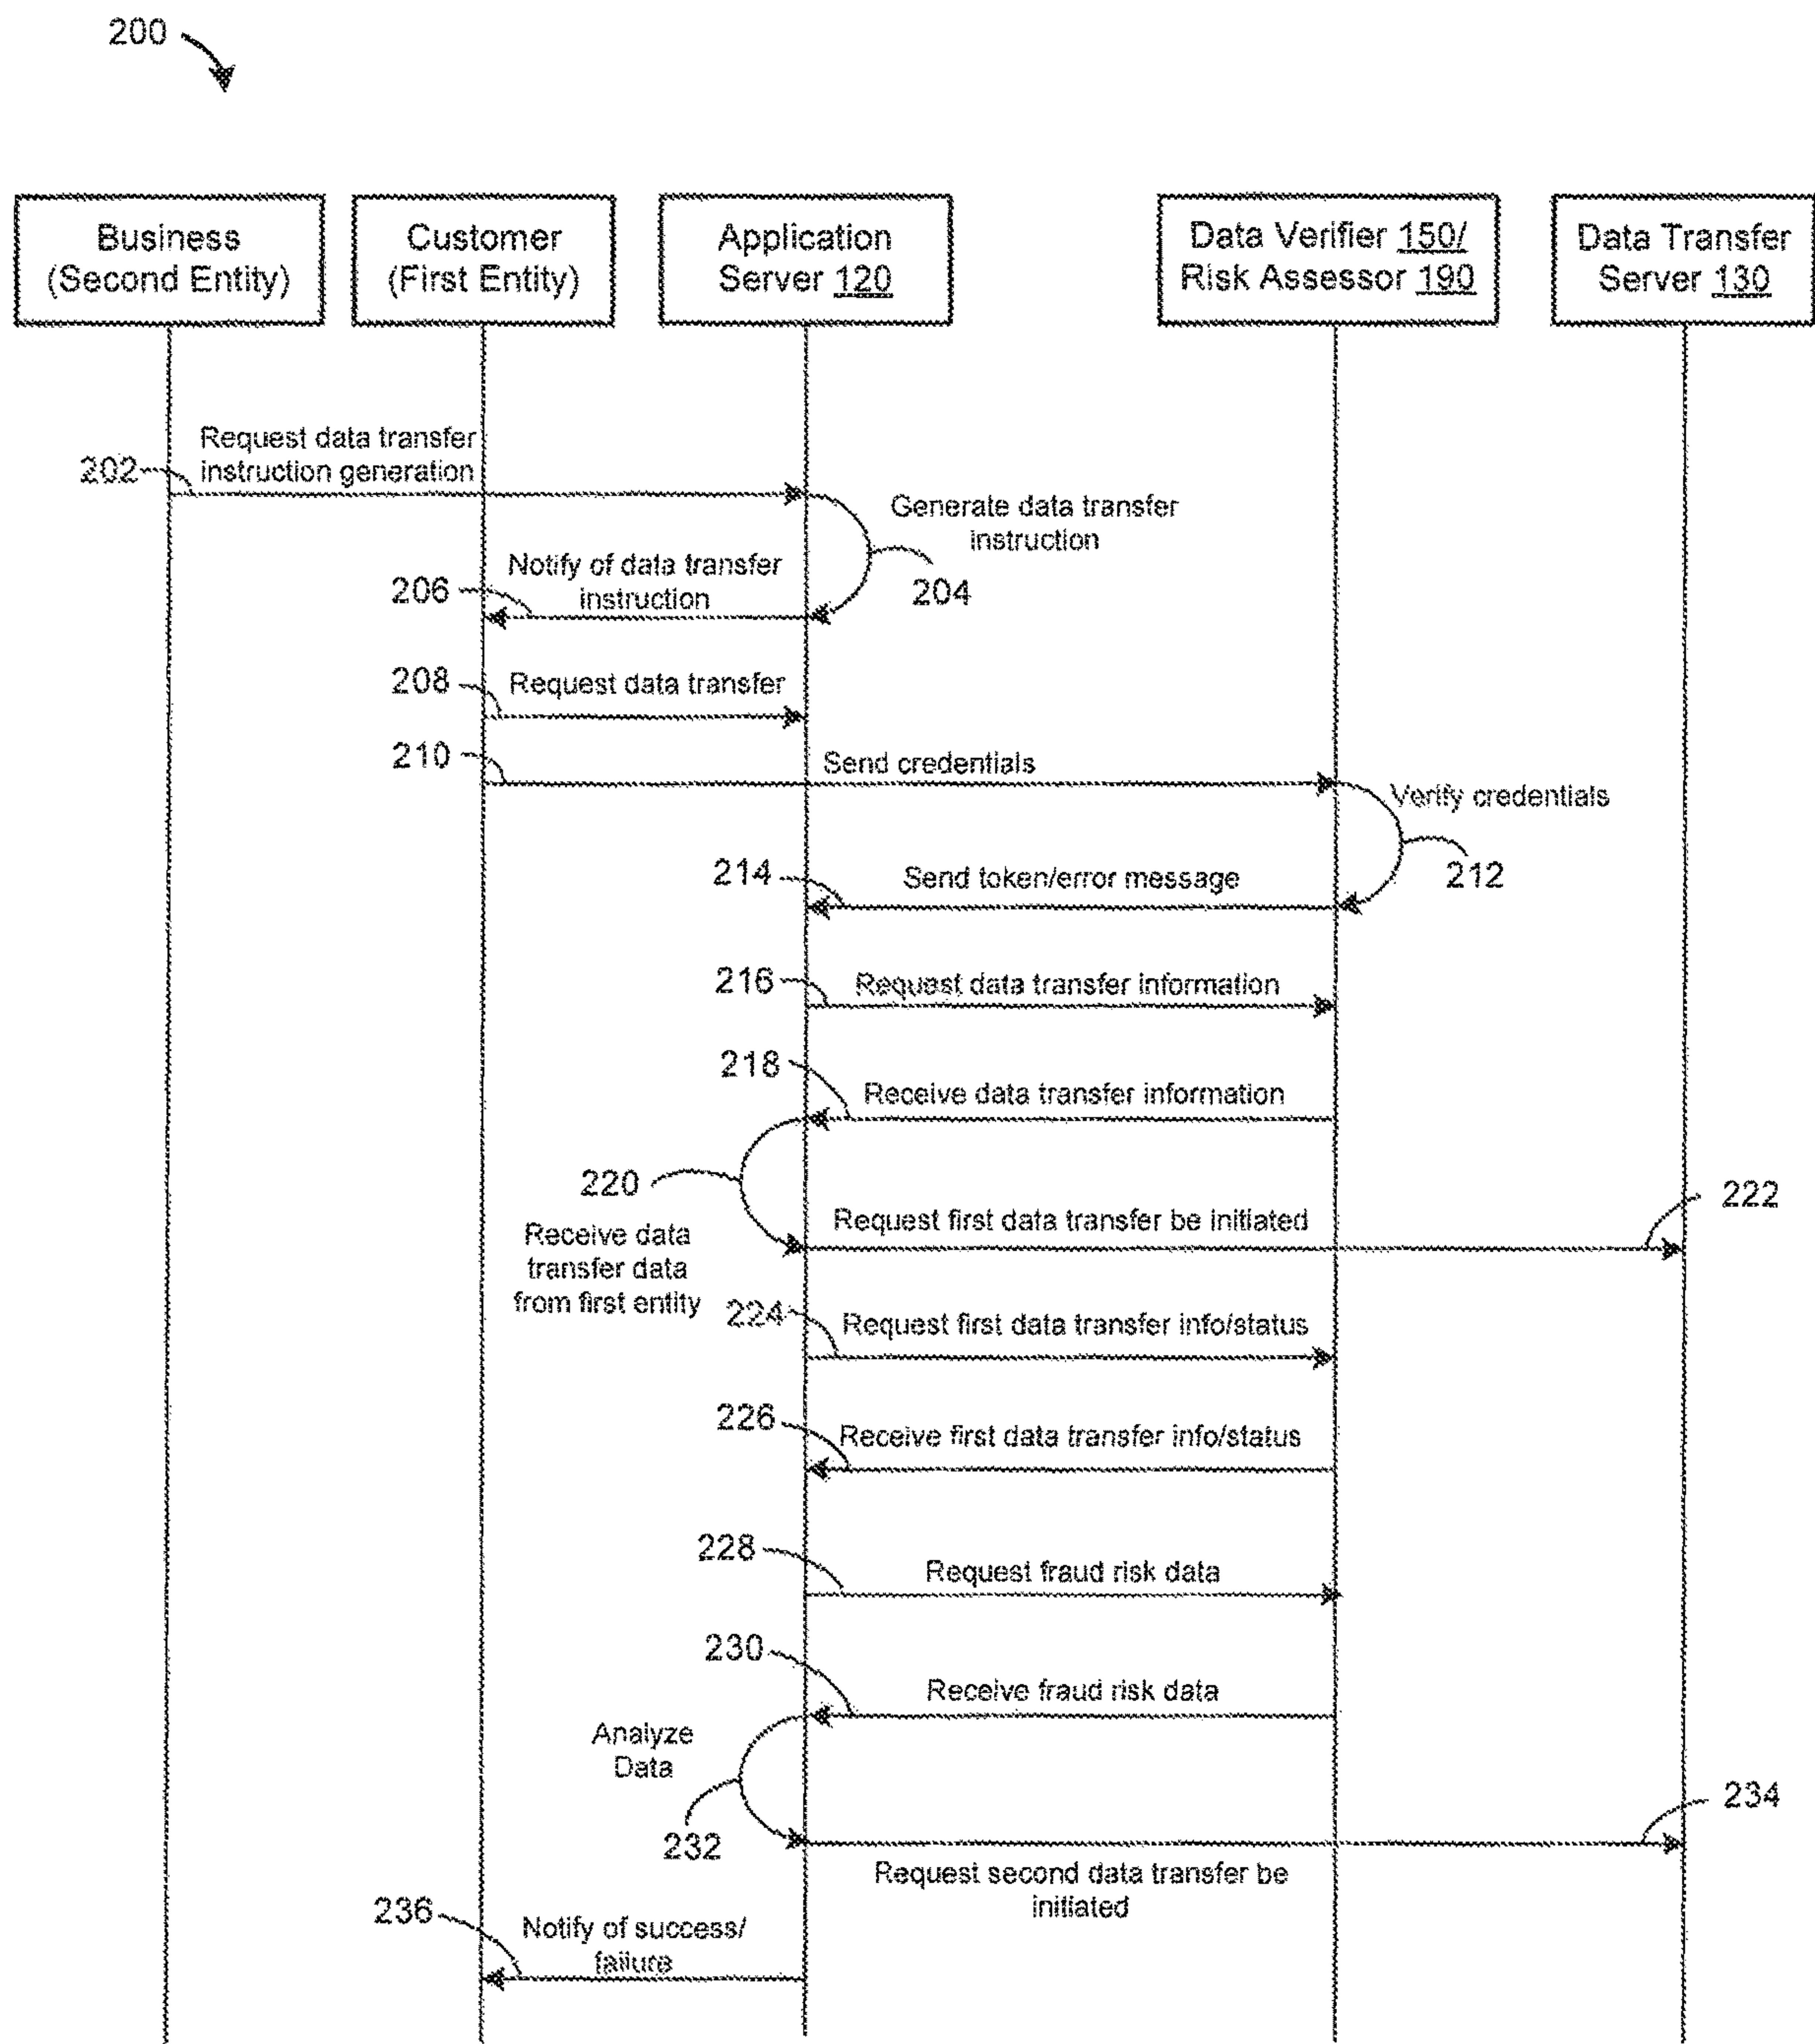 200
Business
(Second Entity)
Customer
(First Entity)
Application
Server 120
Data Verifier 150/
Risk Assessor 190
Data Transfer
Server 130
Request data transfer
instruction generation
202
Generate data transfer
instruction
204
Notify of data transfer
instruction
206
208
Request data transfer
210
Send credentials
Verify credentials
212
214
Send token/error message
216
Request data transfer information
218
Receive data transfer information
220
Receive data
transfer data
from first entity
Request first data transfer be initiated
222
224
Request first data transfer info/status
226
Receive first data transfer info/status
228
Request fraud risk data
230
Receive fraud risk data
Analyze
Data
232
234
Request second data transfer be
initiated
236
Notify of success/
failure